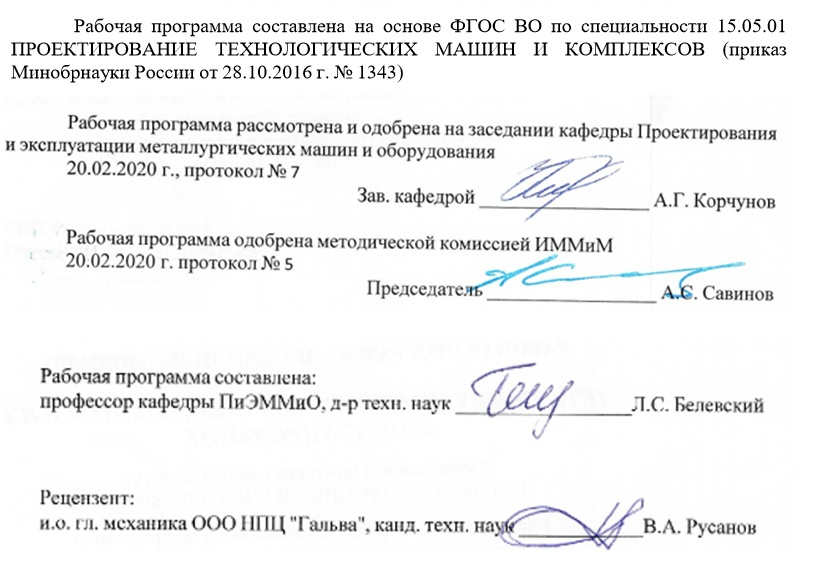 Рабочая программа составлена на основе ФГОС ВО по специальности 15.05.01
ПРОЕКТИРОВАНИЕ ТЕХНОЛОГИЧЕСКИХ МАШИН И КОМПЛЕКСОВ (приказ
Минобрнауки России от 28.10.2016 г. № 1343)
Рабочая программа рассмотрена и одобрена на заседании кафедры Проектирования
и эксплуатации металлургических машин и оборудования
20.02.2020 г., протокол № 7
Зав. кафедрой _________________ А.Г. Корчунов
Рабочая программа одобрена методической комиссией ИММиМ
20.02.2020 г. протокол № 5
Председатель _________________ А.С. Савинов
Рабочая программа составлена:
профессор кафедры ПиЭММиО, д-р техн. наук _________________ Л.С. Белевский
Рецензент:
и.о. гл. механика ООО НПЦ "Гальва", канд. техн. наук ____________ В.А. Русанов